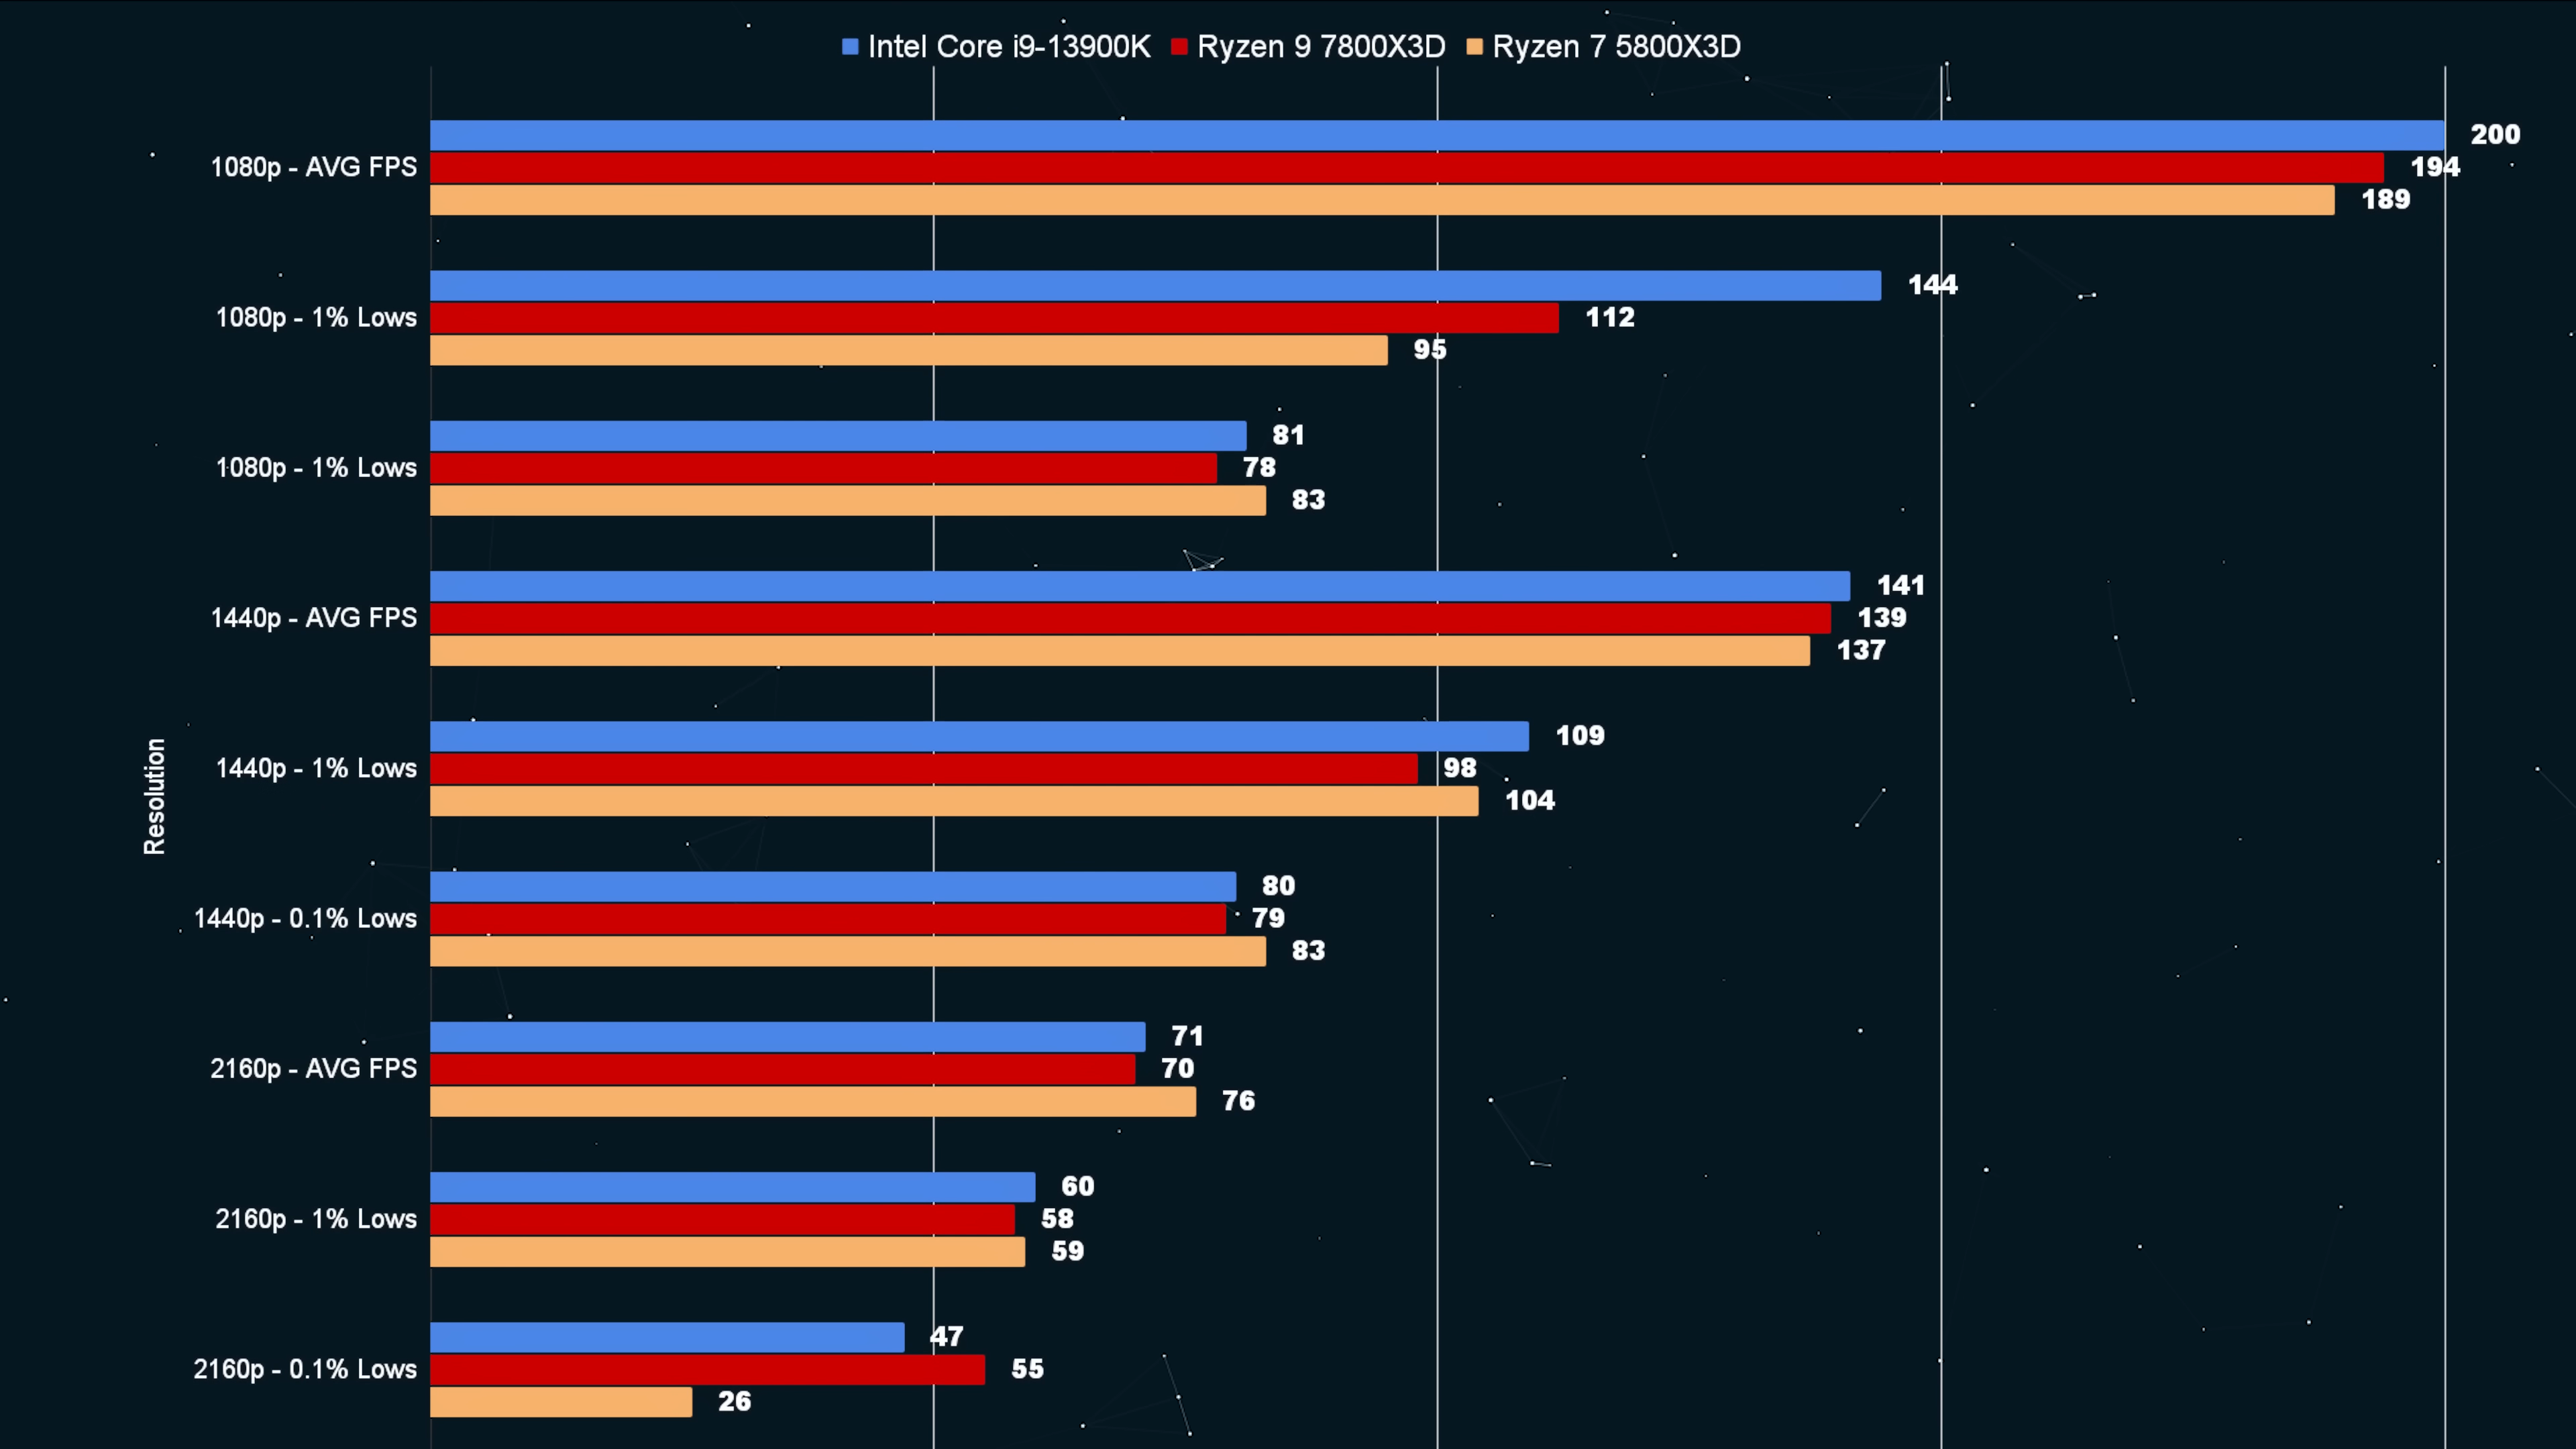 Intel Core i9-13900K Ryzen 9 7800X3D Ryzen 7 5800X3D
1080p - AVG FPS
200
194
189
1080p - 1% Lows
144
112
95
1080p - 1% Lows
81
78
83
1440p - AVG FPS
141
139
137
1440p - 1% Lows
109
98
104
1440p - 0.1% Lows
80
79
83
2160p - AVG FPS
71
70
76
2160p - 1% Lows
60
58
59
2160p - 0.1% Lows
47
55
26
Resolution